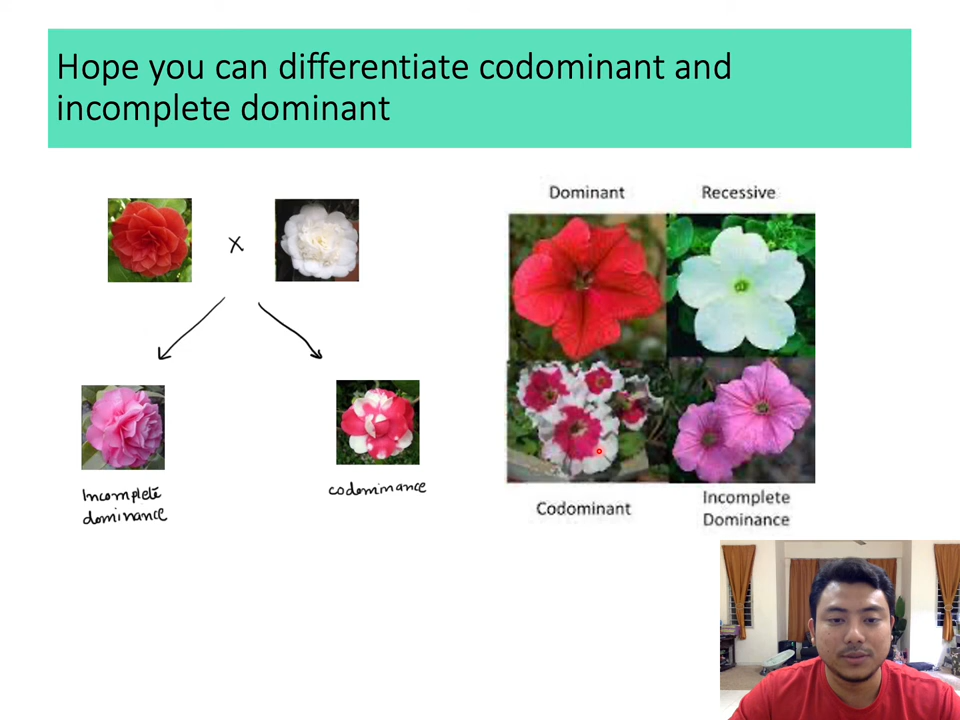 Hope you can differentiate codominant and
incomplete dominant
x
Incomplete
dominance
codominance
Dominant
Recessive
Codominant
Incomplete
Dominance